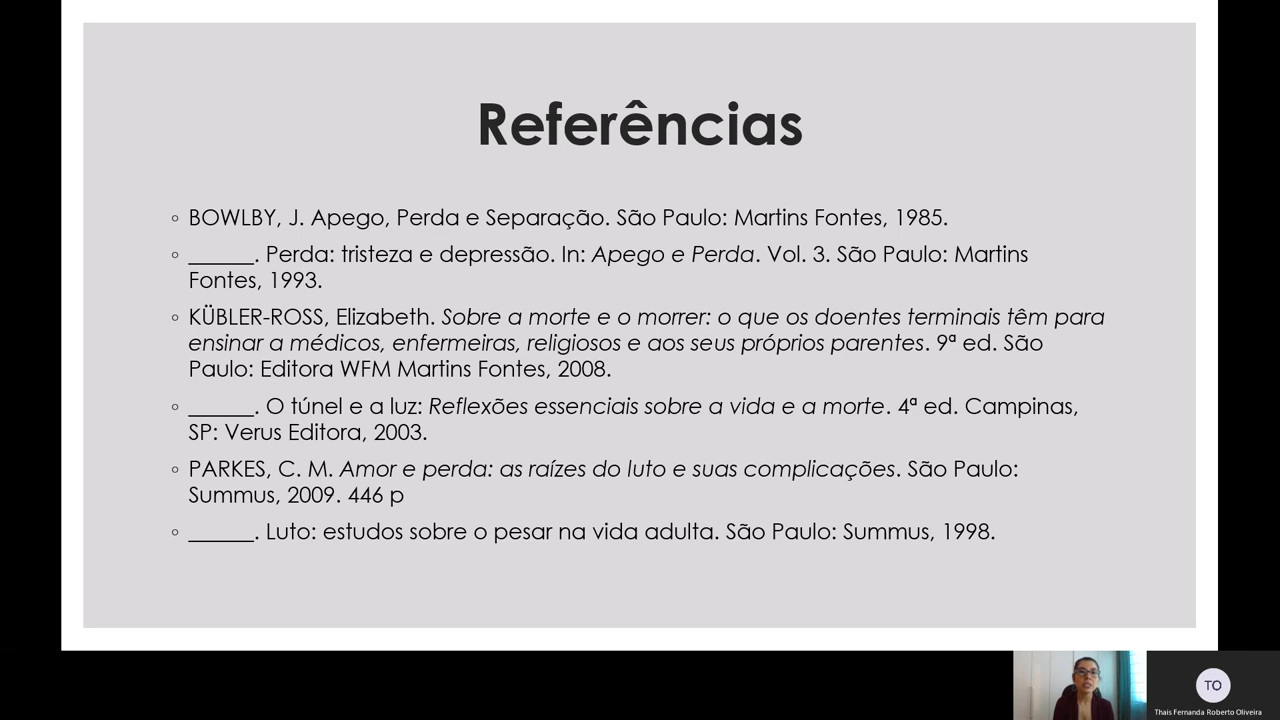 Referências
◦ BOWLBY, J. Apego, Perda e Separação. São Paulo: Martins Fontes, 1985.
◦ ______. Perda: tristeza e depressão. In: Apego e Perda. Vol. 3. São Paulo: Martins
Fontes, 1993.
◦ KÜBLER-ROSS, Elizabeth. Sobre a morte e o morrer: o que os doentes terminais têm para
ensinar a médicos, enfermeiras, religiosos e aos seus próprios parentes. 9ª ed. São
Paulo: Editora WFM Martins Fontes, 2008.
◦ ______. O túnel e a luz: Reflexões essenciais sobre a vida e a morte. 4ª ed. Campinas,
SP: Verus Editora, 2003.
◦ PARKES, C. M. Amor e perda: as raízes do luto e suas complicações. São Paulo:
Summus, 2009. 446 p
◦ ______. Luto: estudos sobre o pesar na vida adulta. São Paulo: Summus, 1998.
TO
Thais Fernanda Roberto Oliveira